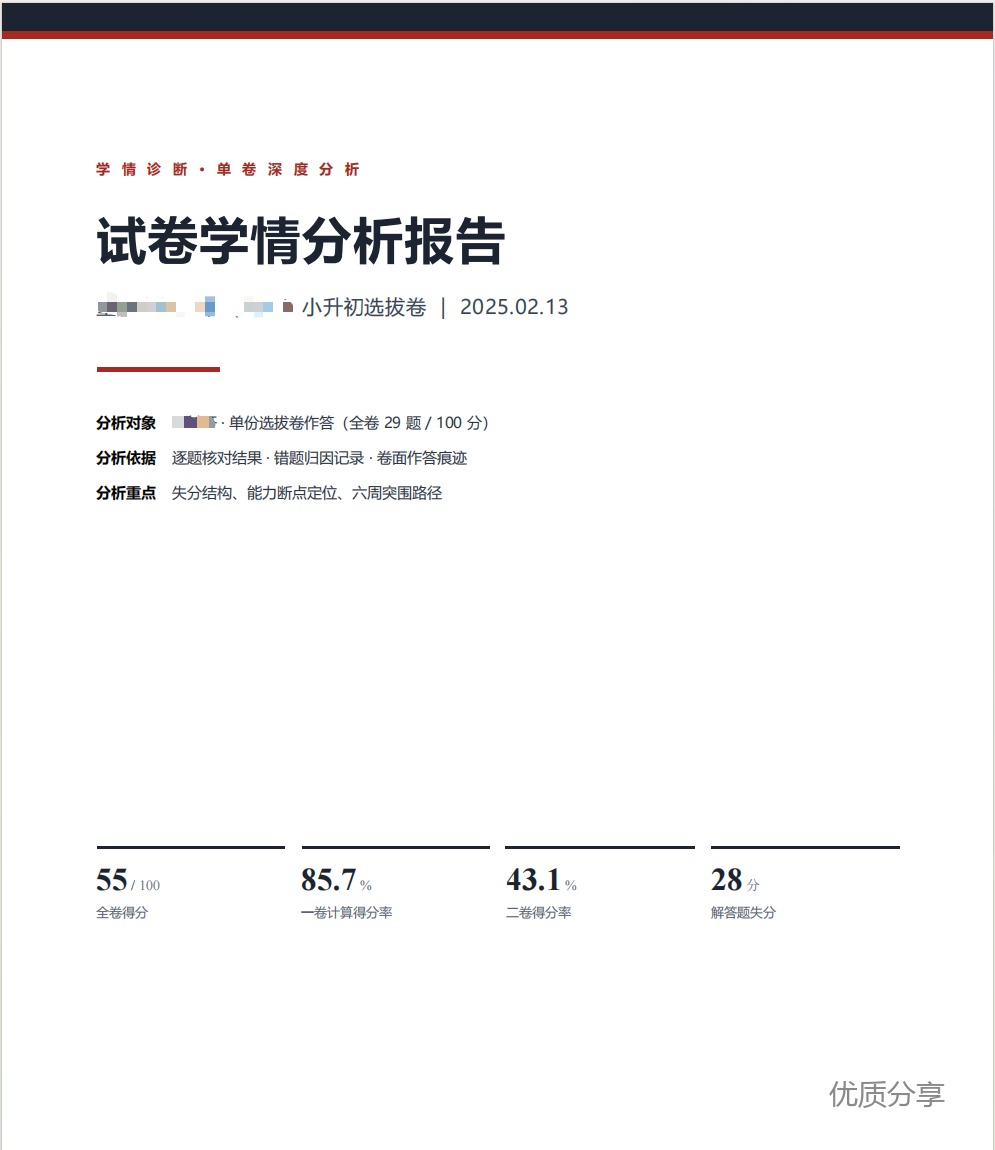 学情诊断·单卷深度分析
试卷学情分析报告
小升初选拔卷 | 2025.02.13
分析对象 · 单份选拔卷作答（全卷 29 题 / 100 分）
分析依据 逐题核对结果 · 错题归因记录 · 卷面作答痕迹
分析重点 失分结构、能力断点定位、六周突围路径
55 / 100
全卷得分
85.7 %
一卷计算得分率
43.1 %
二卷得分率
28 分
解答题失分
优质分享